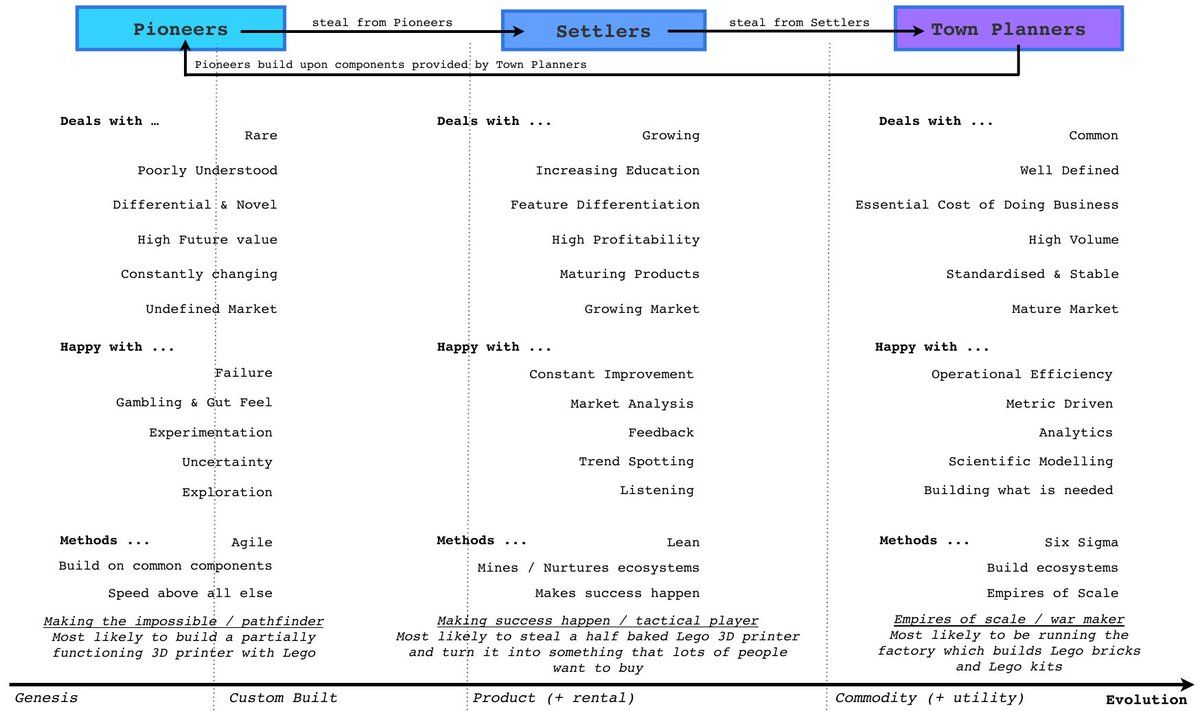 Pioneers
steal from Pioneers
Settlers
steal from Settlers
Town Planners
Pioneers build upon components provided by Town Planners
Deals with …
Rare
Poorly Understood
Differential & Novel
High Future value
Constantly changing
Undefined Market
Happy with ...
Failure
Gambling & Gut Feel
Experimentation
Uncertainty
Exploration
Methods ...
Agile
Build on common components
Speed above all else
Making the impossible / pathfinder
Most likely to build a partially
functioning 3D printer with Lego
Deals with ...
Growing
Increasing Education
Feature Differentiation
High Profitability
Maturing Products
Growing Market
Happy with ...
Constant Improvement
Market Analysis
Feedback
Trend Spotting
Listening
Methods ...
Lean
Mines / Nurtures ecosystems
Makes success happen
Making success happen / tactical player
Most likely to steal a half baked Lego 3D printer
and turn it into something that lots of people
want to buy
Deals with ...
Common
Well Defined
Essential Cost of Doing Business
High Volume
Standardised & Stable
Mature Market
Happy with ...
Operational Efficiency
Metric Driven
Analytics
Scientific Modelling
Building what is needed
Methods ...
Six Sigma
Build ecosystems
Empires of Scale
Empires of scale / war maker
Most likely to be running the
factory which builds Lego bricks
and Lego kits
Genesis
Custom Built
Product (+ rental)
Commodity (+ utility)
Evolution